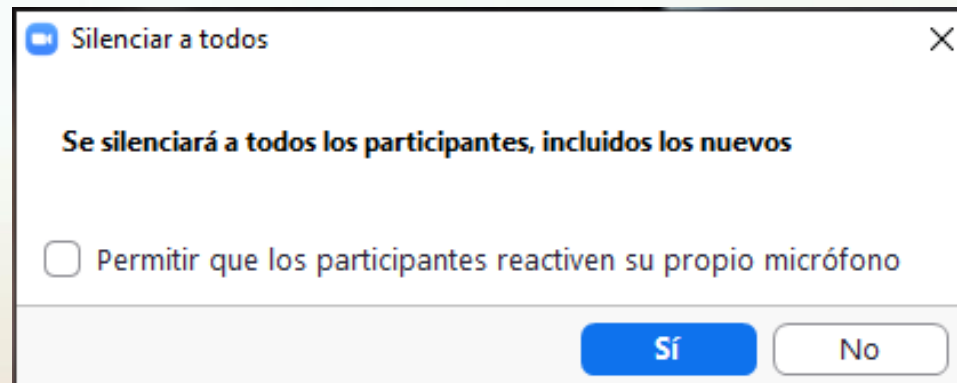 Silenciar a todos
Se silenciará a todos los participantes, incluidos los nuevos
Permitir que los participantes reactiven su propio micrófono
Sí
No